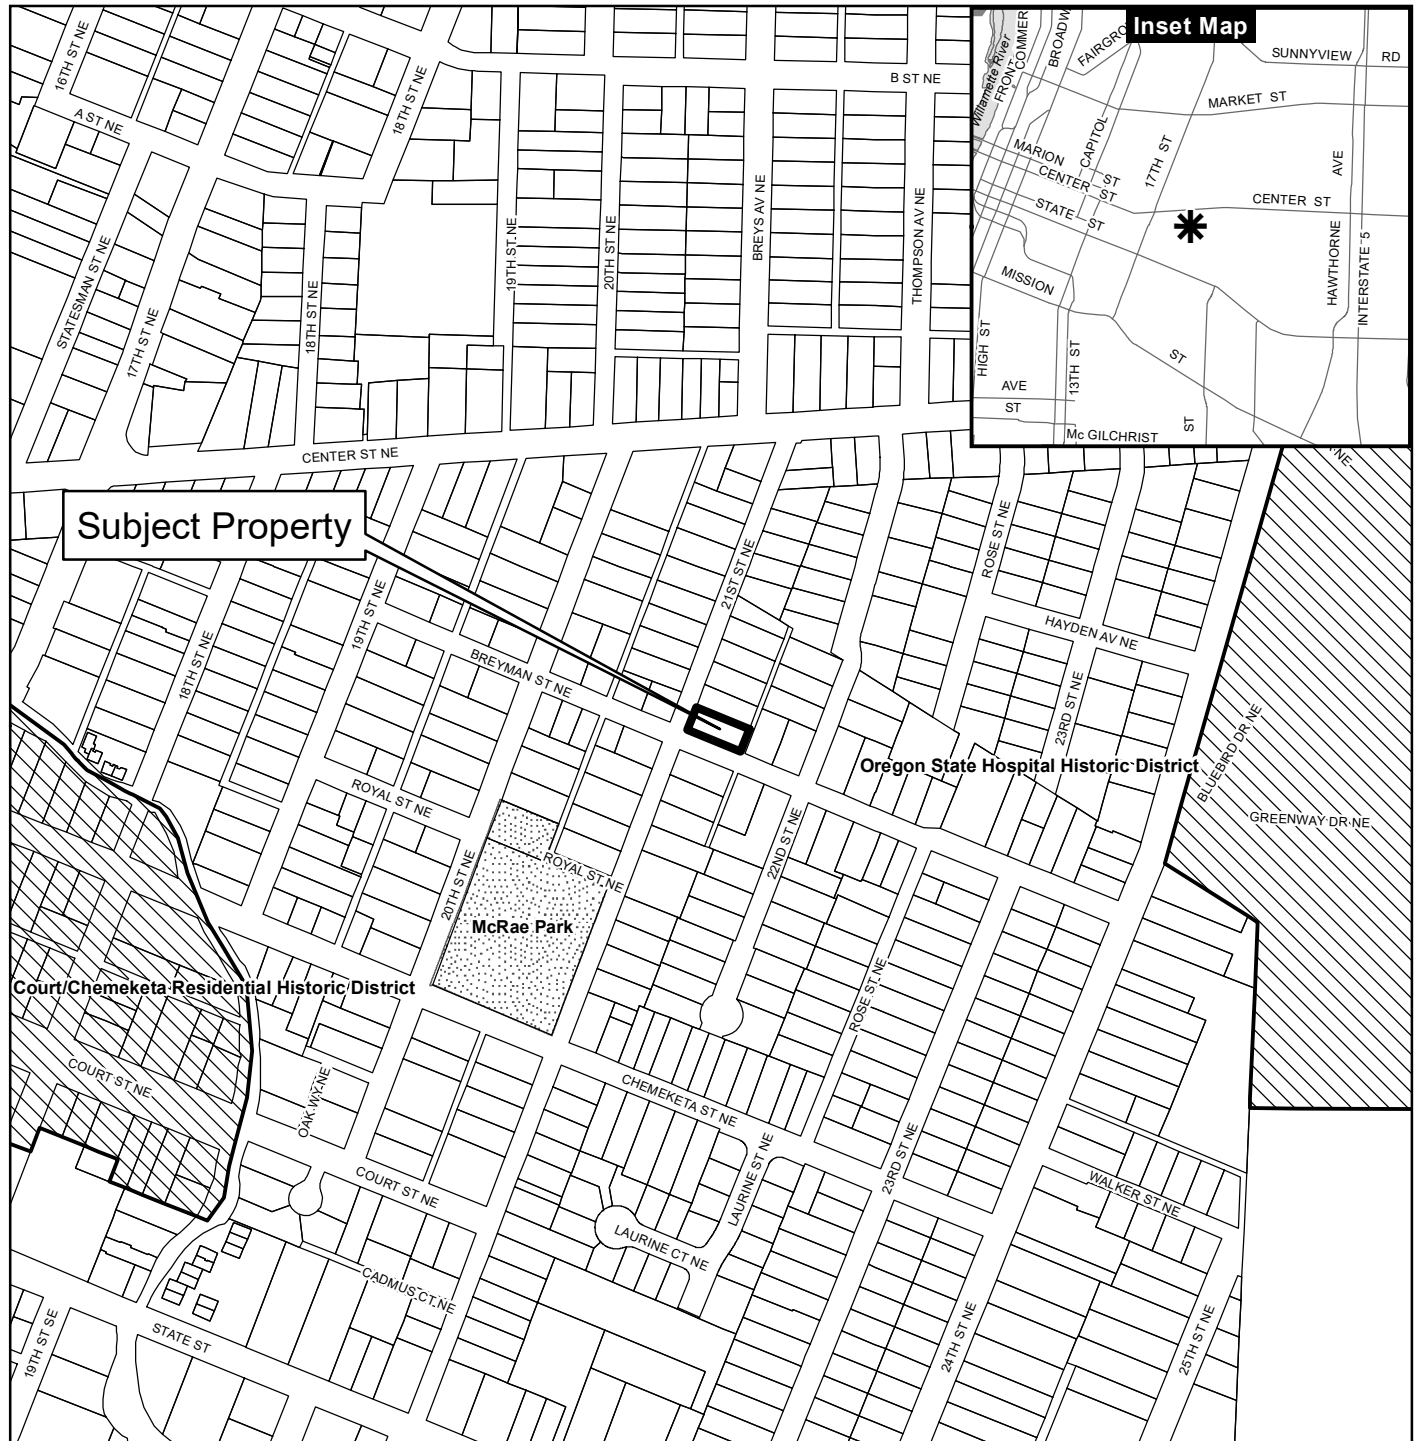 Inset Map
Willamette River
FRONT
COMMER
BROADW
FAIRGRO
SUNNYVIEW
RD
MARKET ST
MARION
ST
CAPITOL
17TH ST
CENTER
ST
CENTER ST
STATE
ST
AVE
HAWTHORNE
INTERSTATE 5
MISSION
ST
HIGH ST
13TH ST
AVE
ST
ST
Mc GILCHRIST
16TH ST NE
A ST NE
18TH ST NE
B ST NE
STATESMAN ST NE
17TH ST NE
18TH ST NE
19TH ST NE
20TH ST NE
BREYS AV NE
THOMPSON AV NE
CENTER ST NE
NE
Subject Property
21ST ST NE
ROSE ST NE
HAYDEN AV NE
19TH ST NE
18TH ST NE
BREYMAN ST NE
23RD ST NE
BLUEBIRD DR NE
Oregon State Hospital Historic District
GREENWAY DR NE
ROYAL ST NE
ROYAL ST NE
22ND ST NE
20TH ST NE
McRae Park
Court/Chemeketa Residential Historic District
ROSE ST NE
COURT ST NE
OAK WY NE
CHEMEKETA ST NE
COURT ST NE
LAURINE ST NE
23RD ST NE
WALKER ST NE
LAURINE CT NE
CADMUS CT NE
19TH ST SE
STATE ST
24TH ST NE
25TH ST NE